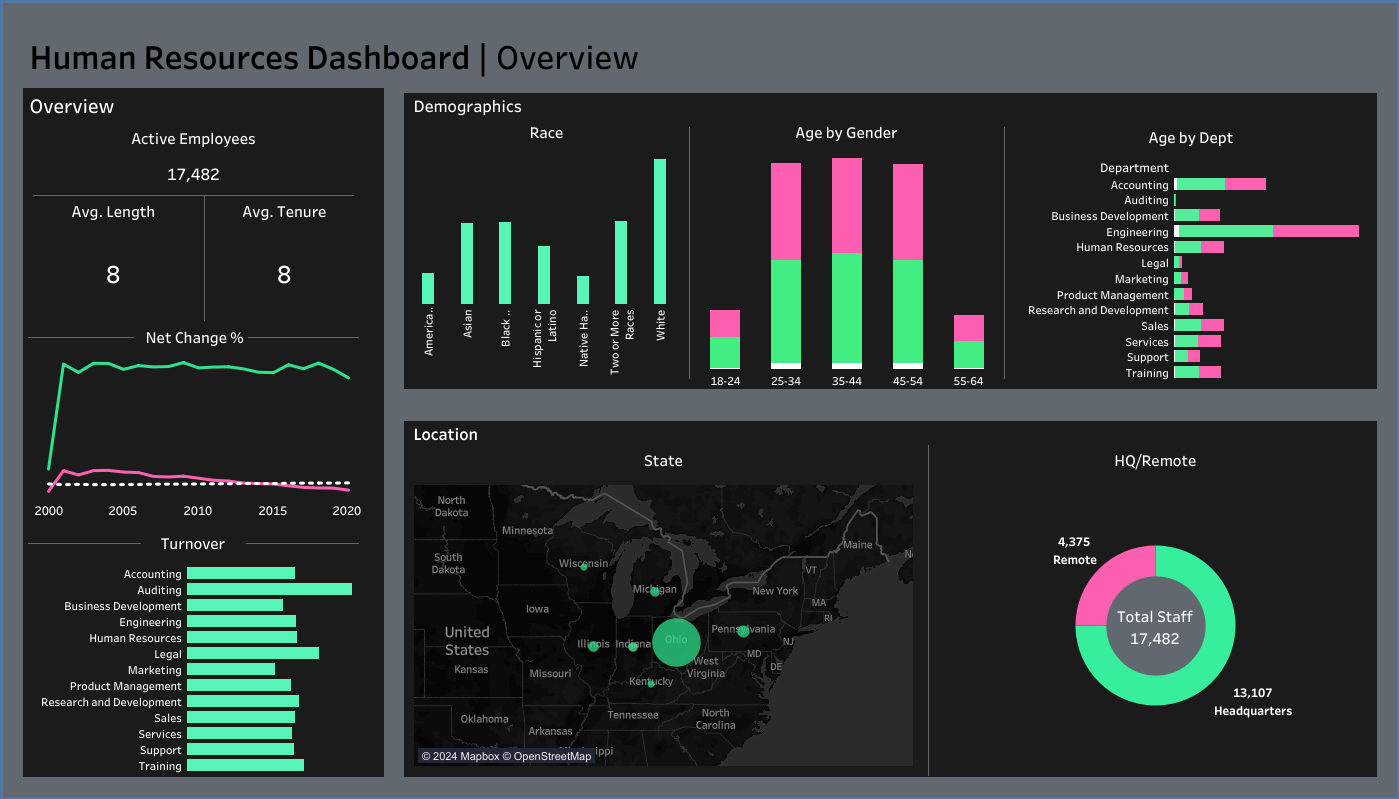 Human Resources Dashboard | Overview
Overview
Active Employees
17,482
Avg. Length
Avg. Tenure
8
8
Net Change %
2000
2005
2010
2015
2020
Turnover
Accounting
Auditing
Business Development
Engineering
Human Resources
Legal
Marketing
Product Management
Research and Development
Sales
Services
Support
Training
Demographics
Race
America..
Asian
Black ..
Hispanic or
Latino
Native Ha..
Two or More
Races
White
Age by Gender
18-24
25-34
35-44
45-54
55-64
Age by Dept
Department
Accounting
Auditing
Business Development
Engineering
Human Resources
Legal
Marketing
Product Management
Research and Development
Sales
Services
Support
Training
Location
State
North
Dakota
Minnesota
South
Dakota
Wisconsin
Michigan
Maine
VT
New York
MA
RI
Iowa
United
States
Illinois
Indiana
Ohio
Pennsylvania
NJ
MD
DE
Kansas
Missouri
West
Virginia
Kentucky
Oklahoma
Tennessee
North
Carolina
Arkansas
© 2024 Mapbox © OpenStreetMap
HQ/Remote
4,375
Remote
Total Staff
17,482
13,107
Headquarters